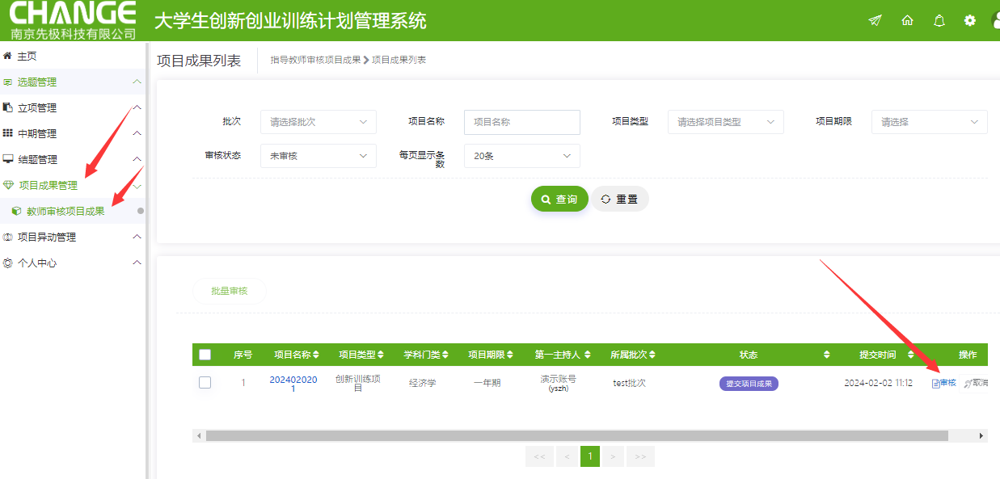 CHANGE
南京先极科技有限公司
大学生创新创业训练计划管理系统
主页
选题管理
立项管理
中期管理
结题管理
项目成果管理
教师审核项目成果
项目异动管理
个人中心
项目成果列表
指导教师审核项目成果 项目成果列表
批次 请选择批次 项目名称 项目名称 项目类型 请选择项目类型 项目期限 请选择
审核状态 未审核 每页显示条数 20条
查询 重置
批量审核
序号 项目名称 项目类型 学科门类 项目期限 第一主持人 所属批次 状态 提交时间 操作
1 2024020201 创新训练项目 经济学 一年期 演示账号(yszh) test批次 提交项目成果 2024-02-02 11:12 审核 取消
<< < 1 > >>